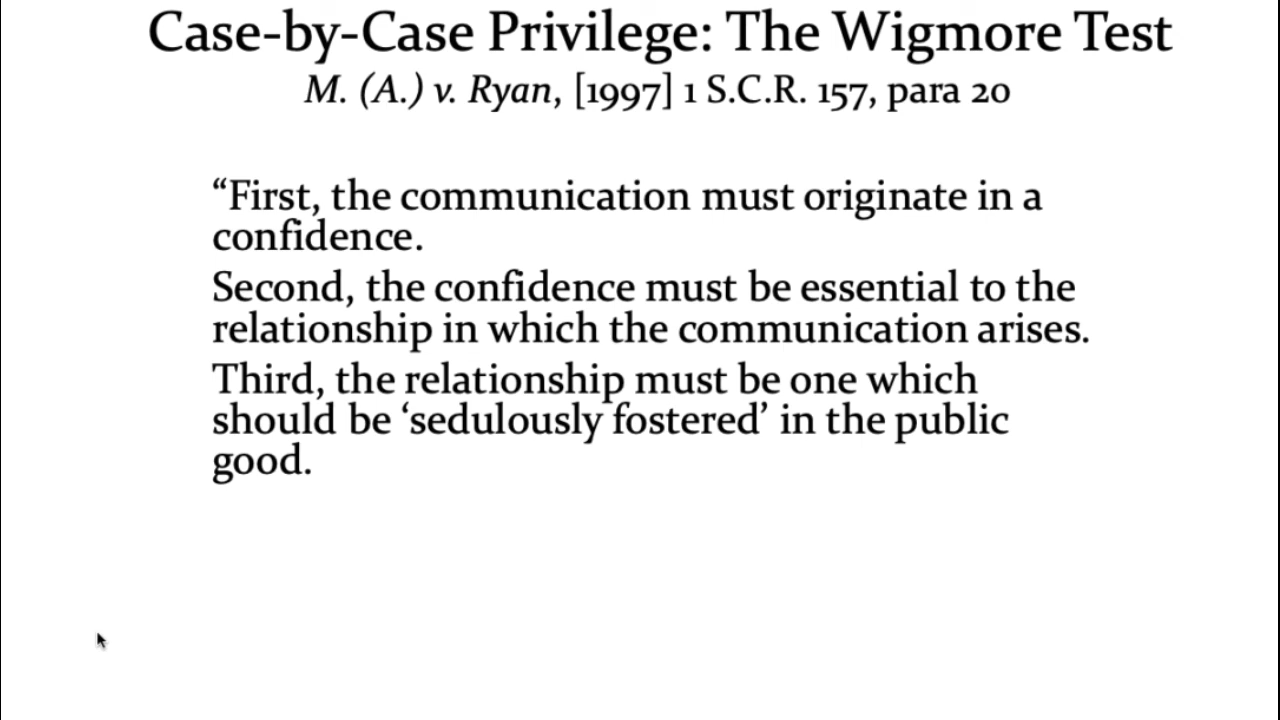 Case-by-Case Privilege: The Wigmore Test
M. (A.) v. Ryan, [1997] 1 S.C.R. 157, para 20
“First, the communication must originate in a
confidence.
Second, the confidence must be essential to the
relationship in which the communication arises.
Third, the relationship must be one which
should be ‘sedulously fostered’ in the public
good.